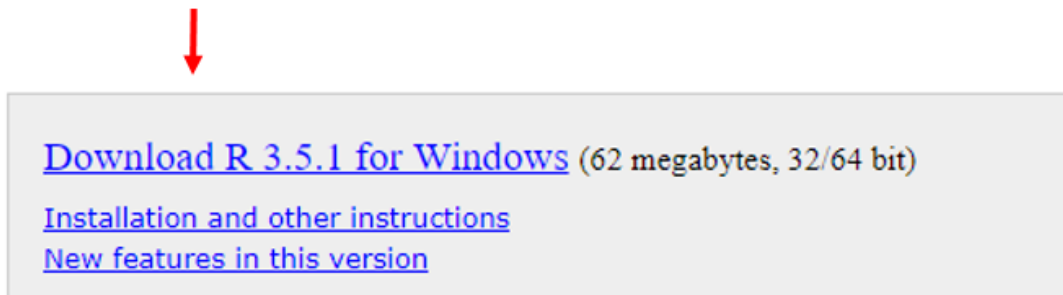 Download R 3.5.1 for Windows (62 megabytes, 32/64 bit)
Installation and other instructions
New features in this version